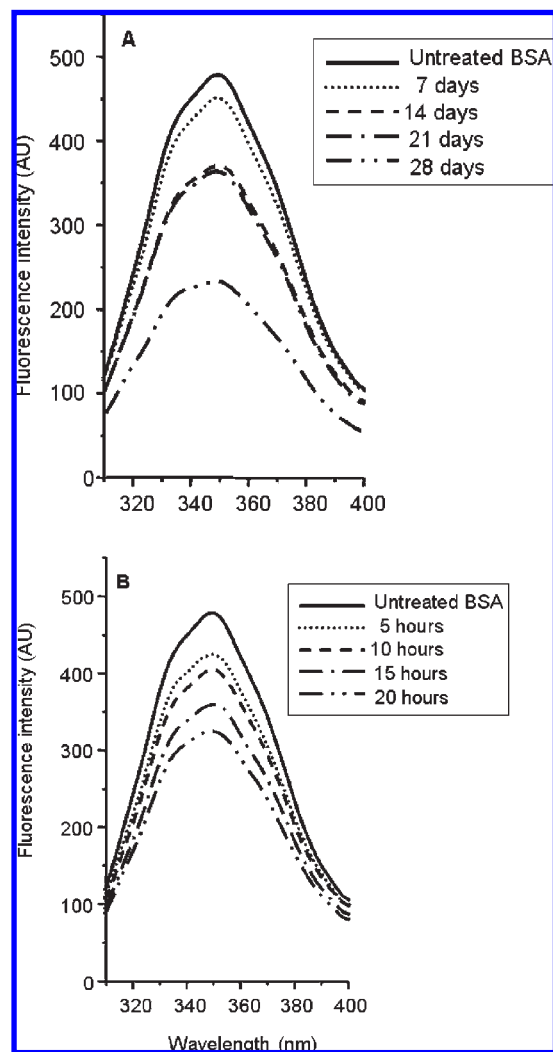 A
Fluorescence intensity (AU)
500
400
300
200
100
0
320 340 360 380 400
Untreated BSA
7 days
14 days
21 days
28 days
B
Fluorescence intensity (AU)
500
400
300
200
100
0
320 340 360 380 400
Untreated BSA
5 hours
10 hours
15 hours
20 hours
Wavelength (nm)